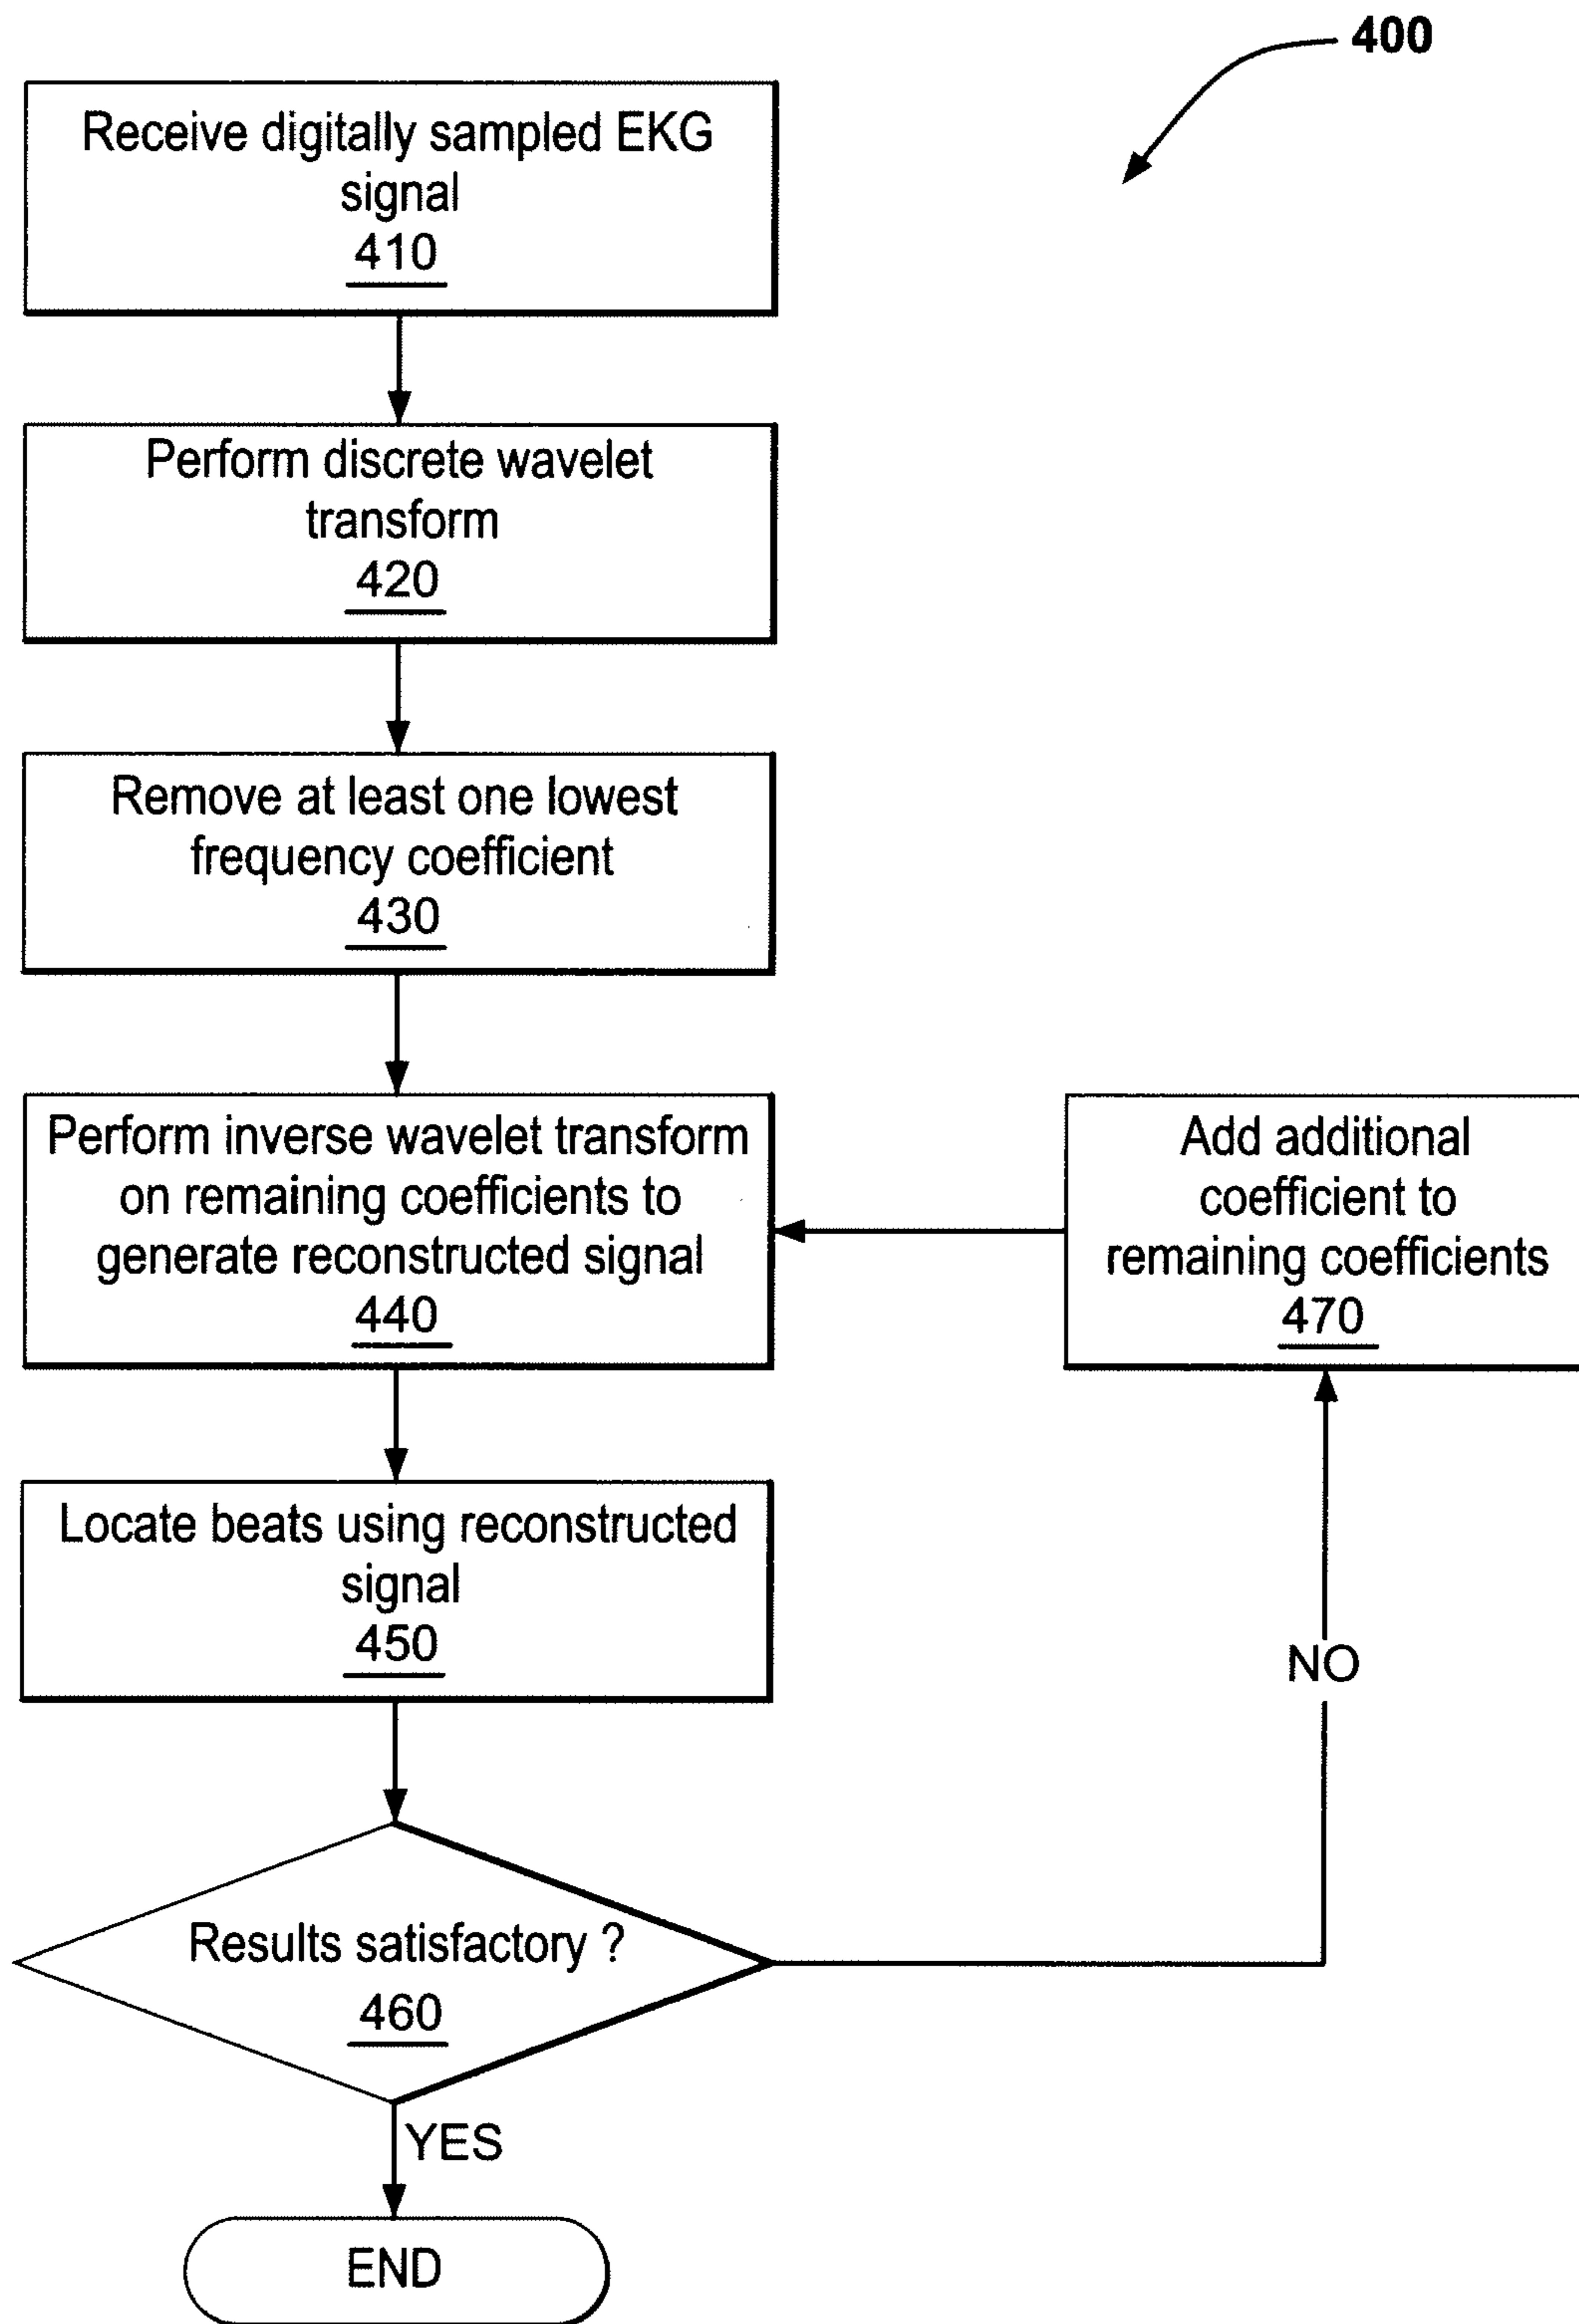 400
Receive digitally sampled EKG
signal
410
Perform discrete wavelet
transform
420
Remove at least one lowest
frequency coefficient
430
Perform inverse wavelet transform
on remaining coefficients to
generate reconstructed signal
440
Add additional
coefficient to
remaining coefficients
470
Locate beats using reconstructed
signal
450
NO
Results satisfactory ?
460
YES
END